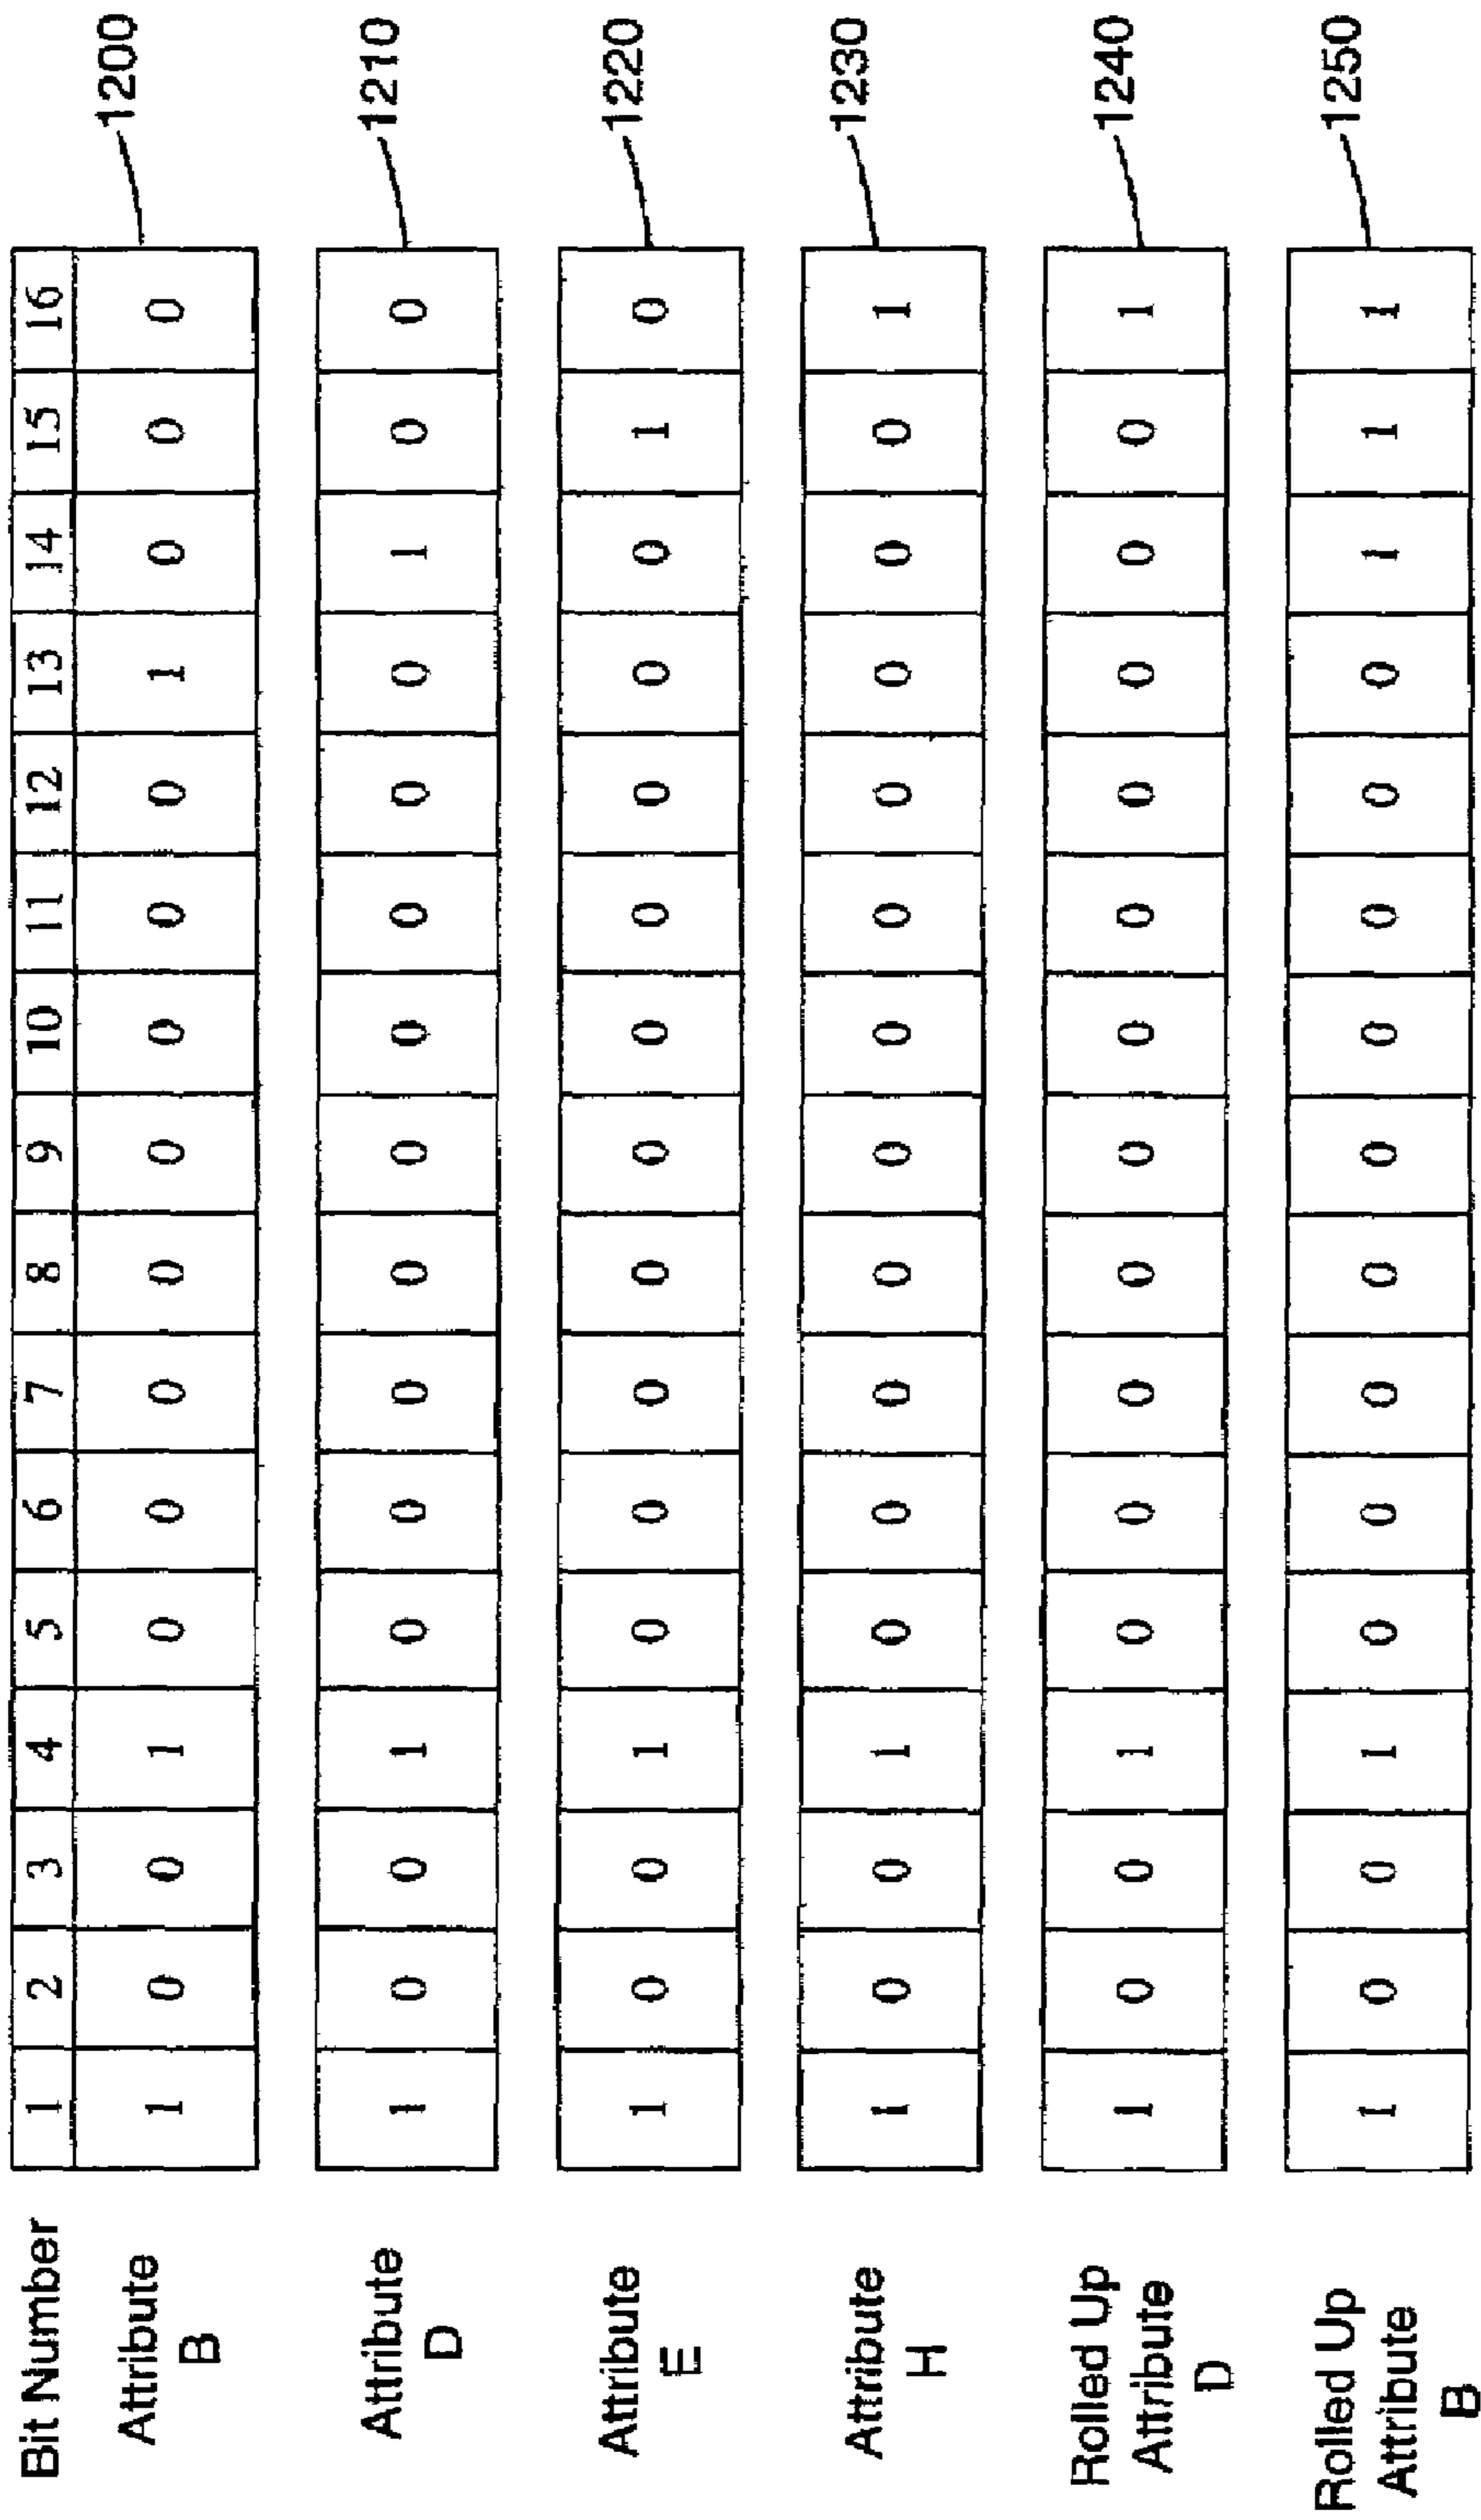 Bit Number 1 2 3 4 5 6 7 8 9 10 11 12 13 14 15 16
Attribute
B
1 0 0 1 0 0 0 0 0 0 0 0 1 0 0 0
1200
Attribute
D
1 0 0 1 0 0 0 0 0 0 0 0 0 1 0 0
1210
Attribute
E
1 0 0 1 0 0 0 0 0 0 0 0 0 0 1 0
1220
Attribute
H
1 0 0 1 0 0 0 0 0 0 0 0 0 0 0 1
1230
Rolled Up
Attribute
D
1 0 0 1 0 0 0 0 0 0 0 0 0 0 0 1
1240
Rolled Up
Attribute
B
1 0 0 1 0 0 0 0 0 0 0 0 0 1 1 1
1250